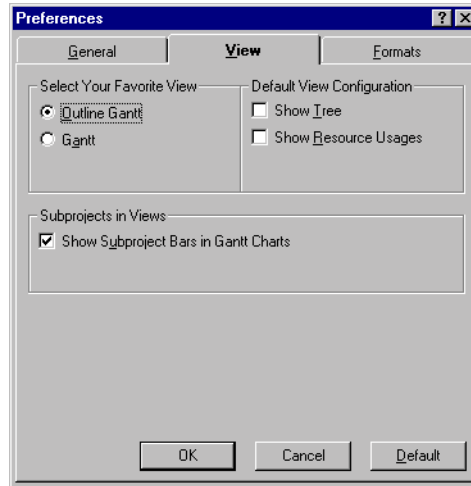 Preferences
General View Formats
Select Your Favorite View Default View Configuration
Outline Gantt Show Tree
Gantt Show Resource Usages
Subprojects in Views
Show Subproject Bars in Gantt Charts
OK Cancel Default